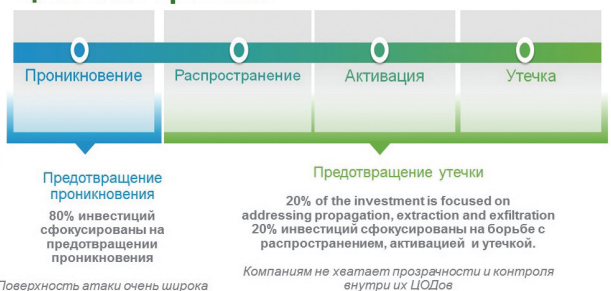 Проникновение
Распространение
Активация
Утечка
Предотвращение
проникновения
80% инвестиций
сфокусированы на
предотвращении
проникновения
Поверхность атаки очень широка
Предотвращение утечки
20% of the investment is focused on
addressing propagation, extraction and exfiltration
20% инвестиций сфокусированы на борьбе с
распространением, активацией и утечкой.
Компаниям не хватает прозрачности и контроля
внутри их ЦОДов